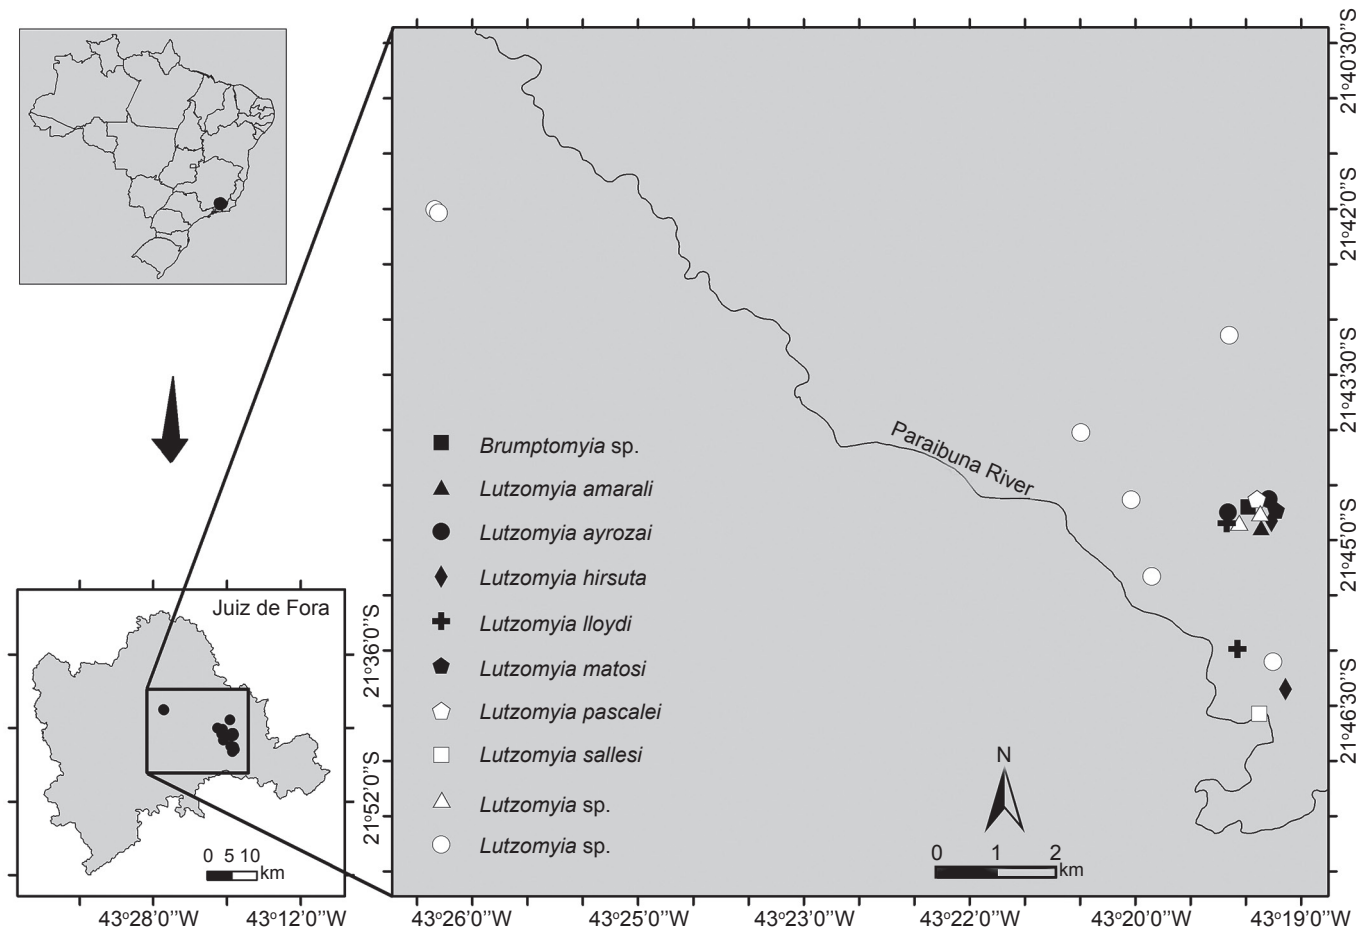 21°40'30"S
21°42'0"S
21°43'30"S
21°45'0"S
21°46'30"S
Paraibuna River
Brumptomyia sp.
Lutzomyia amarali
Lutzomyia ayrozai
Lutzomyia hirsuta
Lutzomyia lloydi
Lutzomyia matosi
Lutzomyia pascalei
Lutzomyia sallesi
Lutzomyia sp.
Lutzomyia sp.
N
0 1 2
km
43°26'0"W 43°25'0"W 43°23'0"W 43°22'0"W 43°20'0"W 43°19'0"W
Juiz de Fora
21°36'0"S
21°52'0"S
0 5 10
km
43°28'0"W 43°12'0"W